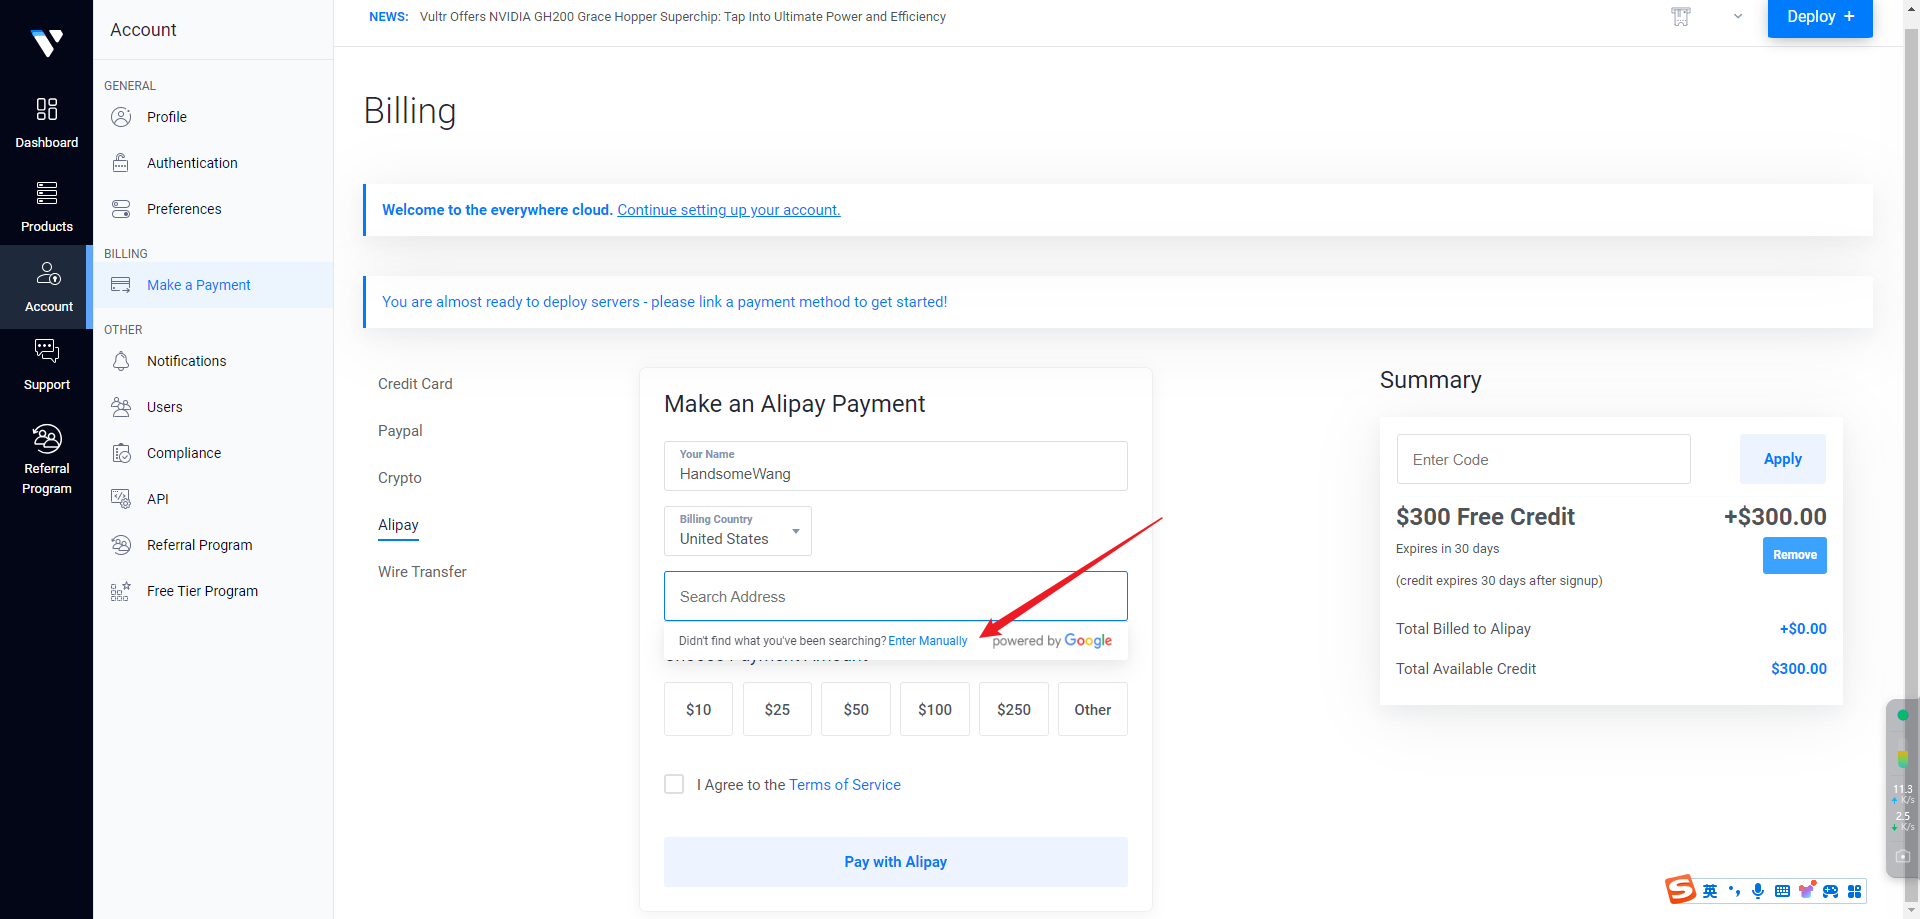 NEWS: Vultr Offers NVIDIA GH200 Grace Hopper Superchip: Tap Into Ultimate Power and Efficiency
Deploy +
Account
GENERAL
Profile
Authentication
Preferences
BILLING
Make a Payment
OTHER
Notifications
Users
Compliance
API
Referral Program
Free Tier Program
Dashboard
Products
Account
Support
Referral
Program
Billing
Welcome to the everywhere cloud. Continue setting up your account.
You are almost ready to deploy servers - please link a payment method to get started!
Credit Card
Paypal
Crypto
Alipay
Wire Transfer
Make an Alipay Payment
Your Name
HandsomeWang
Billing Country
United States
Search Address
Didn't find what you've been searching? Enter Manually
powered by Google
Choose Payment Amount
$10
$25
$50
$100
$250
Other
I Agree to the Terms of Service
Pay with Alipay
Summary
Enter Code
Apply
$300 Free Credit
+$300.00
Expires in 30 days
Remove
(credit expires 30 days after signup)
Total Billed to Alipay
+$0.00
Total Available Credit
$300.00
11.3
K/s
2.5
K/s
S 英